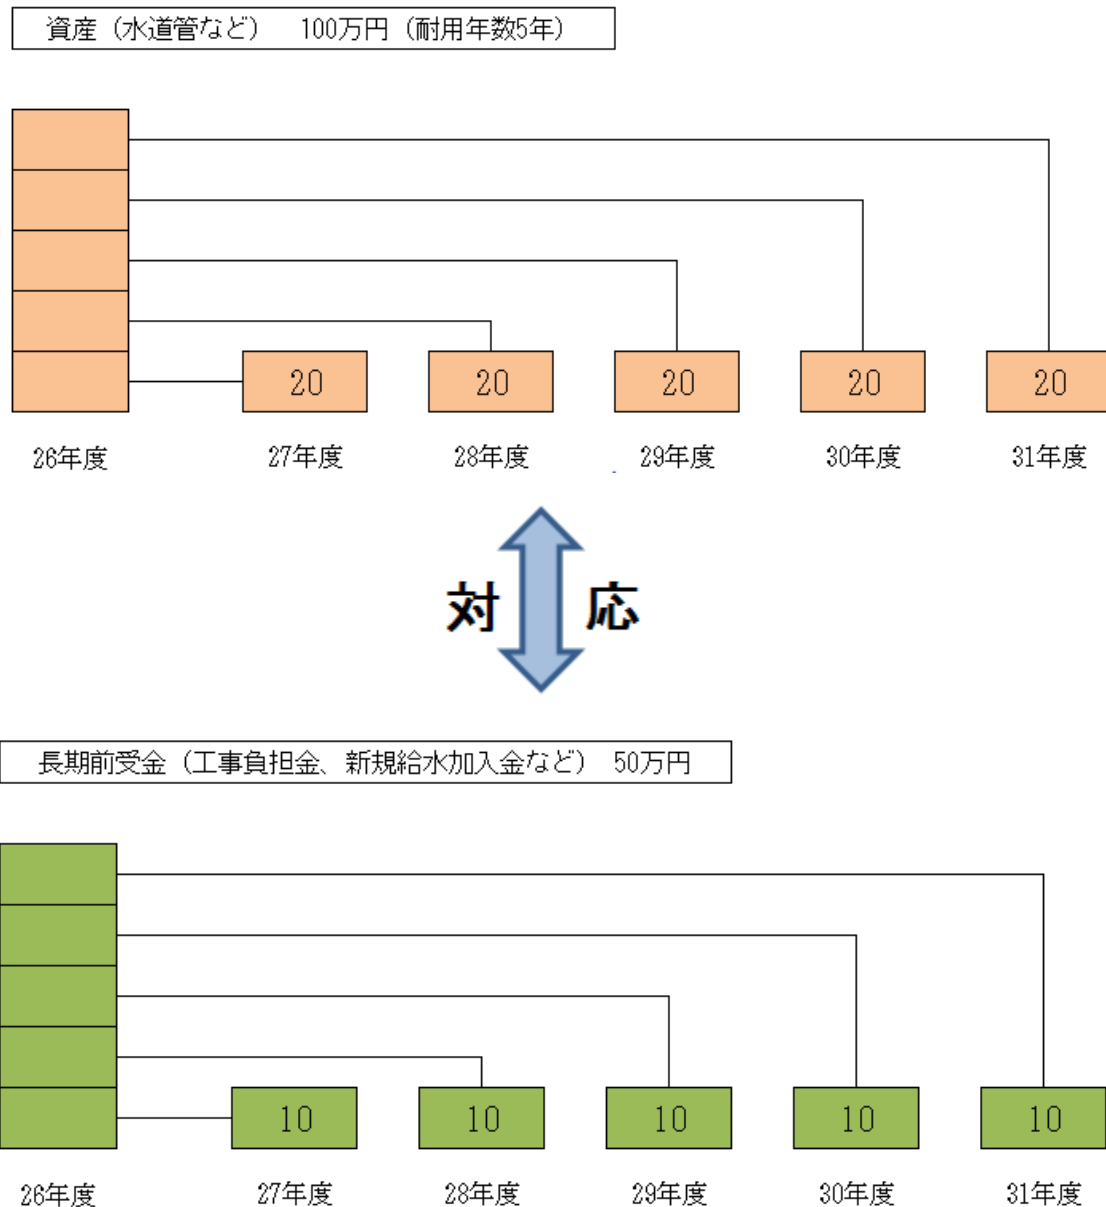 資産（水道管など）　100万円（耐用年数5年）
20 20 20 20 20
26年度 27年度 28年度 29年度 30年度 31年度
対 応
長期前受金（工事負担金、新規給水加入金など）　50万円
10 10 10 10 10
26年度 27年度 28年度 29年度 30年度 31年度